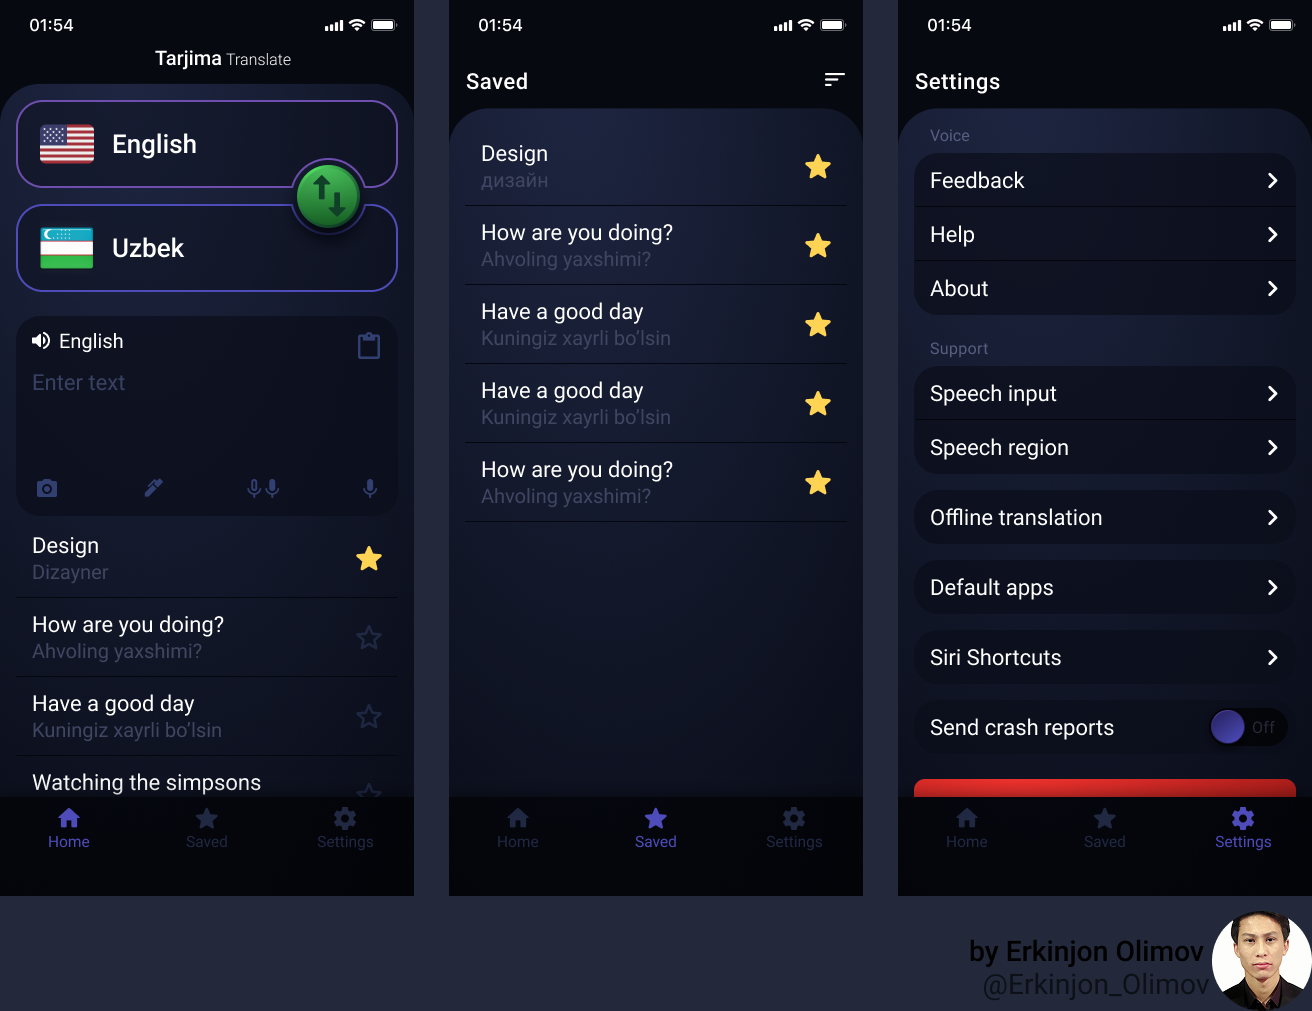 01:54
Tarjima Translate
English
Uzbek
English
Enter text
Design
Dizayner
How are you doing?
Ahvoling yaxshimi?
Have a good day
Kuningiz xayrli bo‘lsin
Watching the simpsons
Home
Saved
Settings
01:54
Saved
Design
дизайн
How are you doing?
Ahvoling yaxshimi?
Have a good day
Kuningiz xayrli bo‘lsin
Have a good day
Kuningiz xayrli bo‘lsin
How are you doing?
Ahvoling yaxshimi?
Home
Saved
Settings
01:54
Settings
Voice
Feedback
Help
About
Support
Speech input
Speech region
Offline translation
Default apps
Siri Shortcuts
Send crash reports
Off
Home
Saved
Settings
by Erkinjon Olimov
@Erkinjon_Olimov